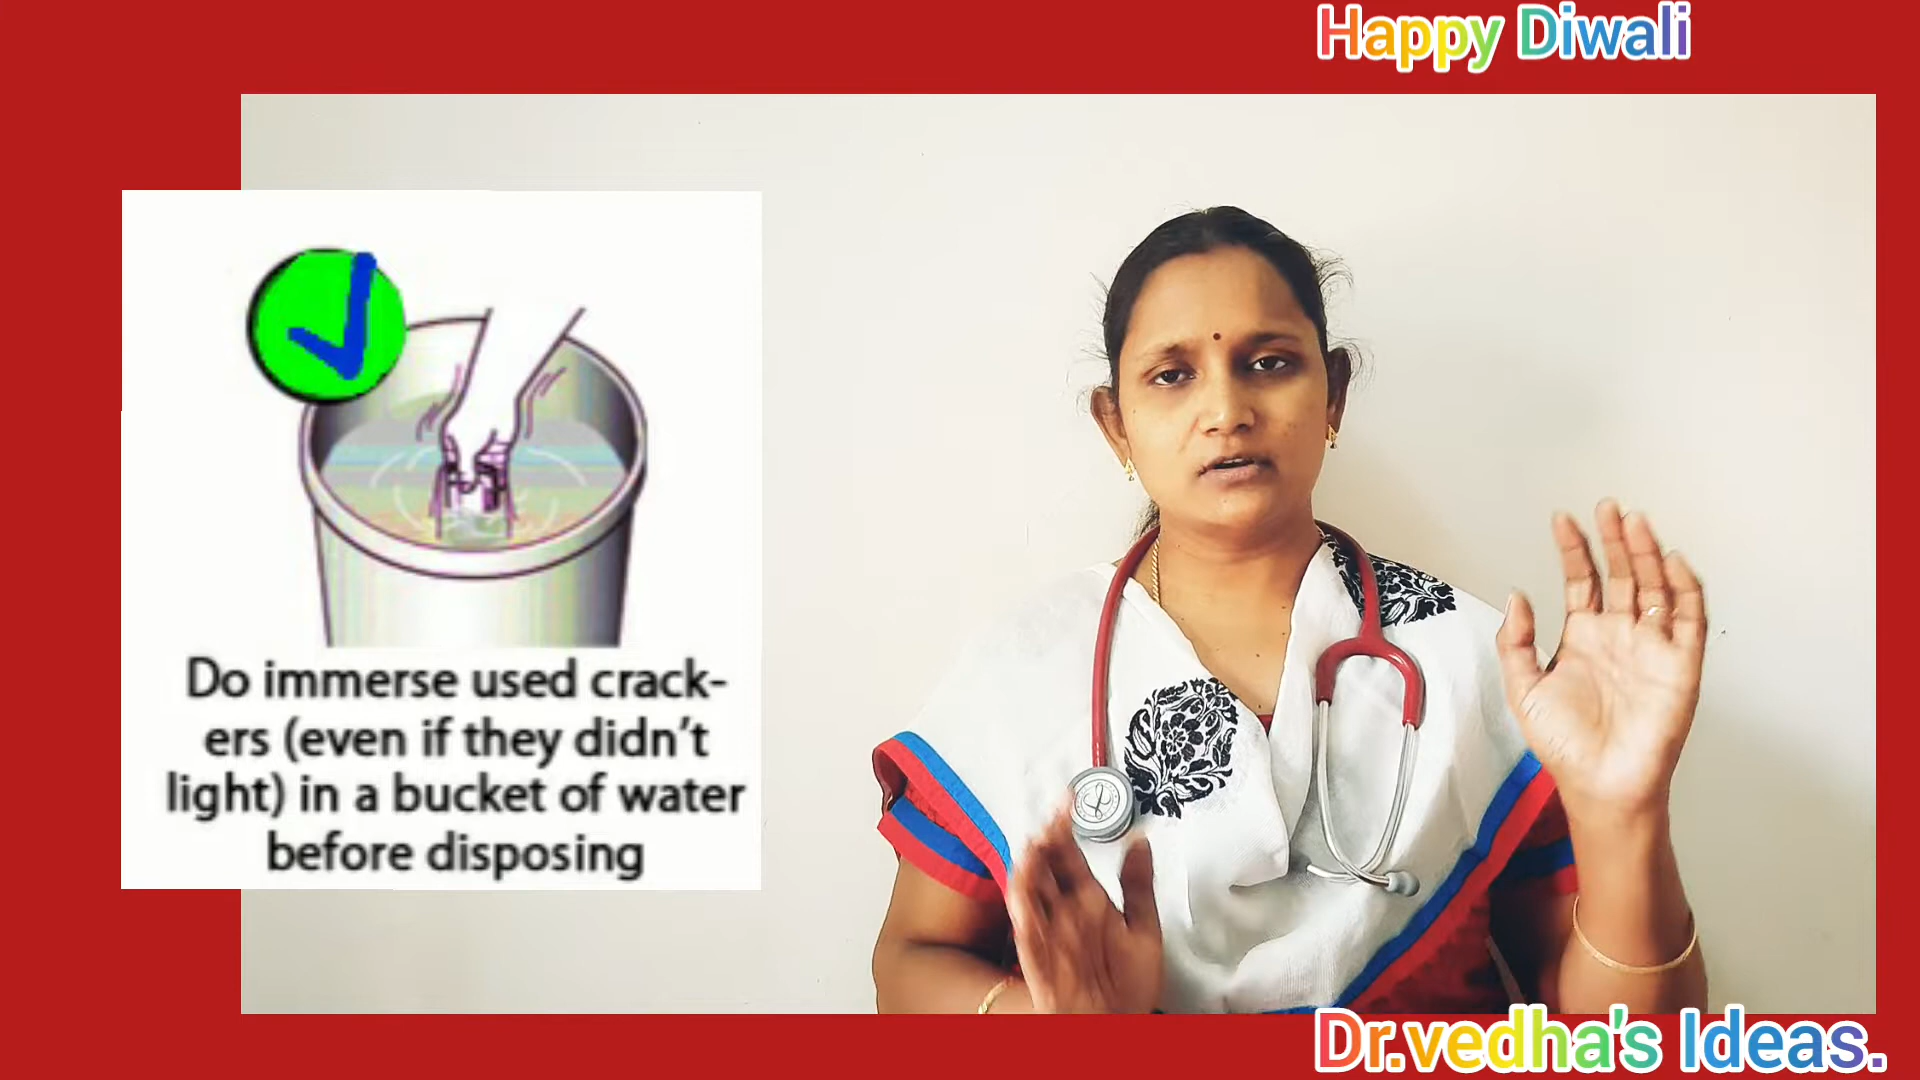 Happy Diwali
Do immerse used crack-
ers (even if they didn't
light) in a bucket of water
before disposing
Dr.vedha's Ideas.